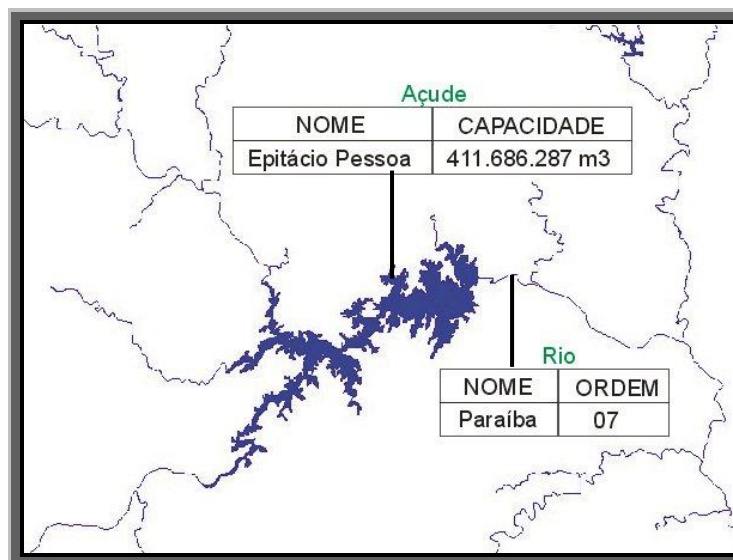 Açude
NOME CAPACIDADE
Epitácio Pessoa 411.686.287 m3
Rio
NOME ORDEM
Paraíba 07